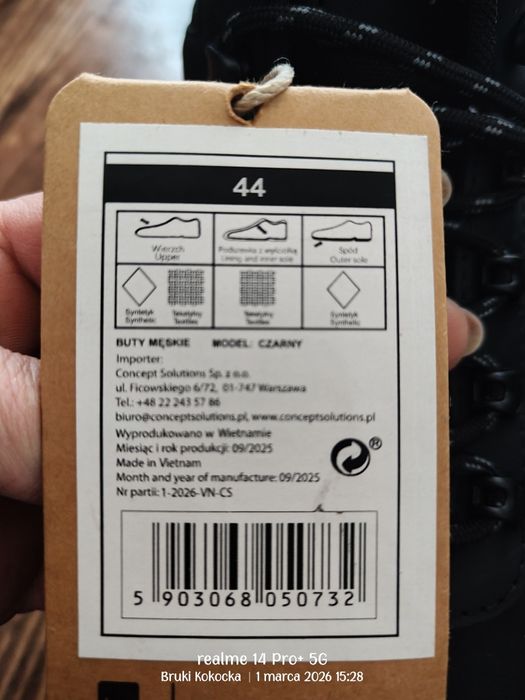 44
Wierzch
Upper
Podszewka z wyściółką
Lining and inner sole
Spód
Outer sole
Syntetyk
Synthetic
Tekstylny
Textiles
Tekstylny
Textiles
Syntetyk
Synthetic
BUTY MĘSKIE MODEL: CZARNY
Importer:
Concept Solutions Sp. z o.o.
ul. Ficowskiego 6/72, 01-747 Warszawa
Tel.: +48 22 243 57 86
biuro@conceptsolutions.pl, www.conceptsolutions.pl
Wyprodukowano w Wietnamie
Miesiąc i rok produkcji: 09/2025
Made in Vietnam
Month and year of manufacture: 09/2025
Nr partii: 1-2026-VN-CS
®
5 903068 050732
realme 14 Pro+ 5G
Bruki Kokocka | 1 marca 2026 15:28